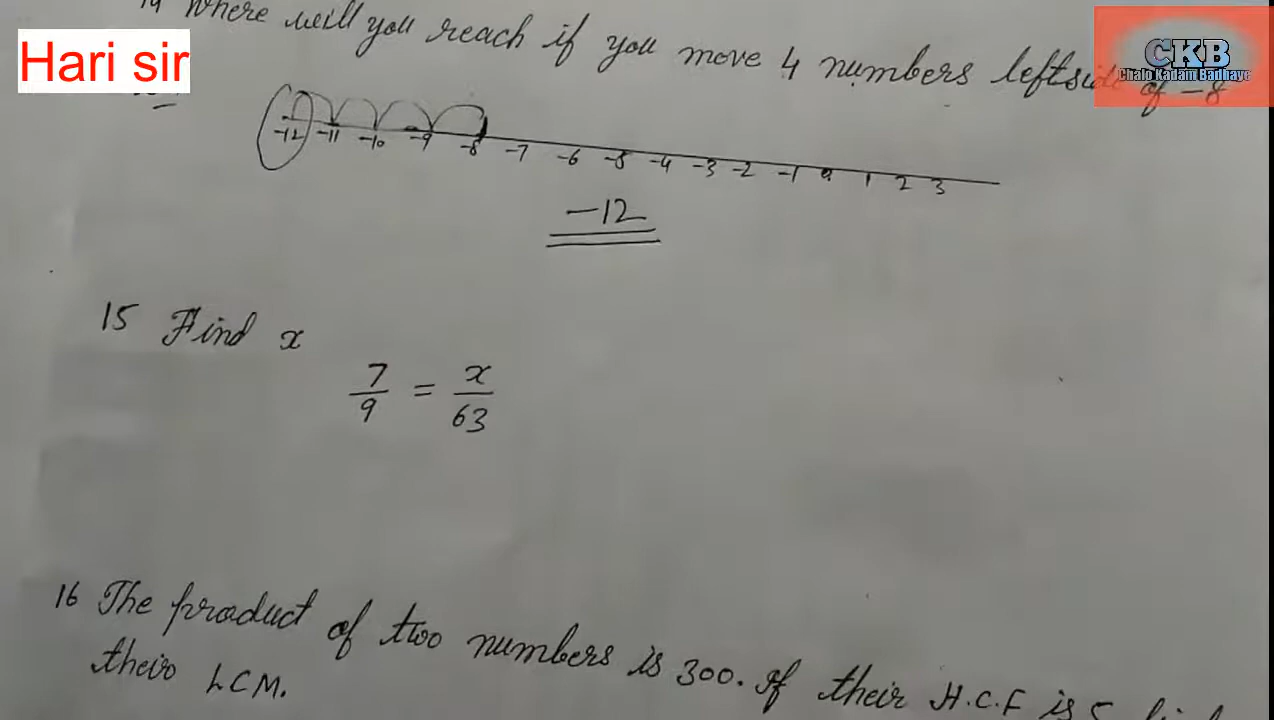 14 Where will you reach if you move 4 numbers leftside of -8
Hari sir
CKB
Chalo Kadam Badhaye
-12 -11 -10 -9 -8 -7 -6 -5 -4 -3 -2 -1 0 1 2 3
-12
15 Find x
7/9 = x/63
16 The product of two numbers is 300. If their H.C.F is 5
their LCM.